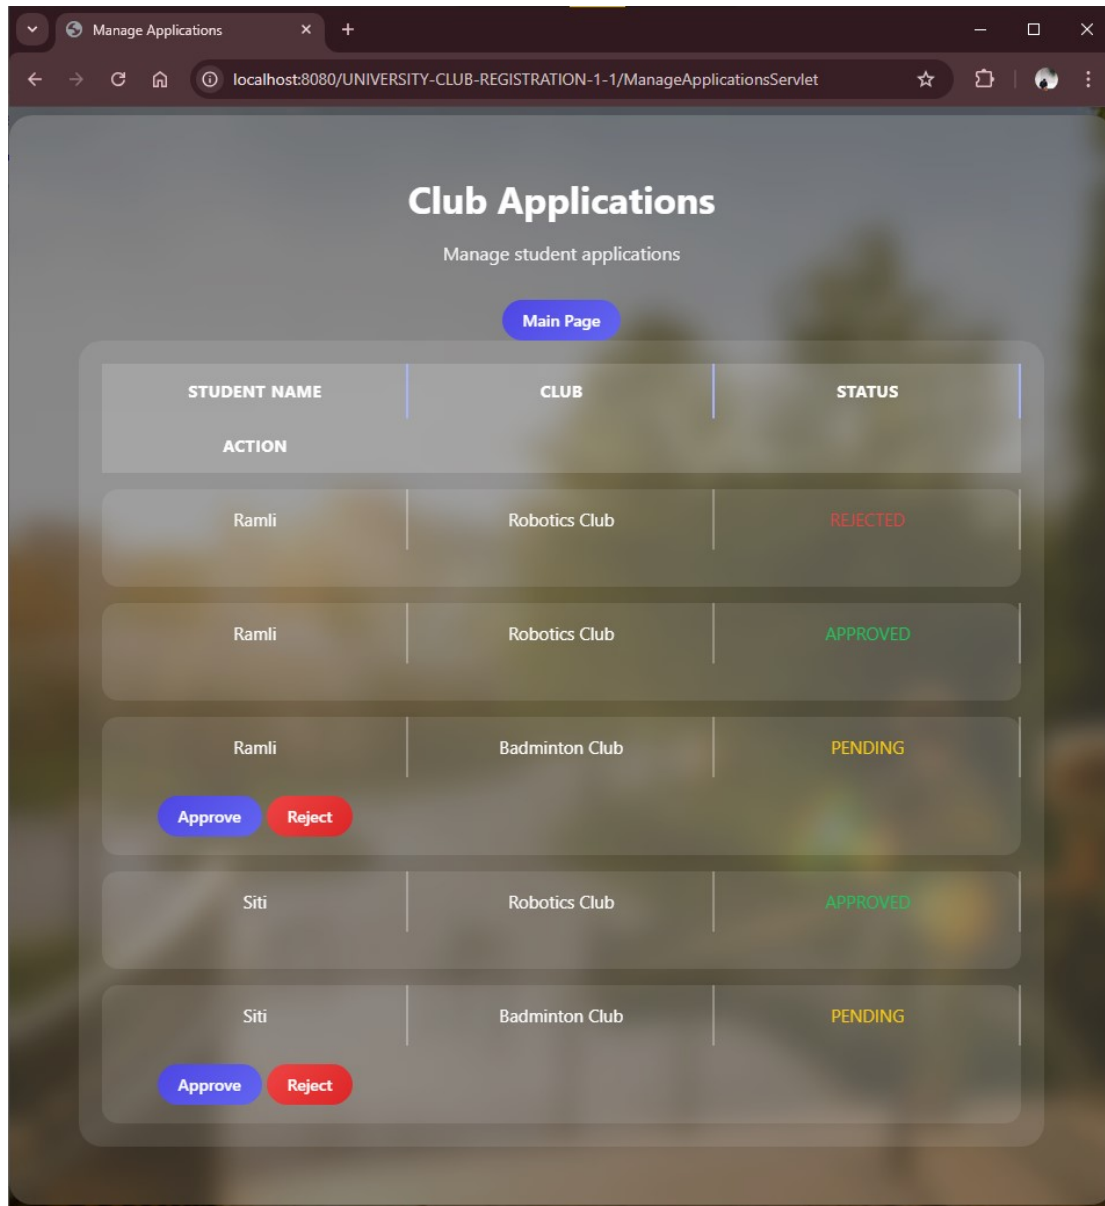 Manage Applications
localhost:8080/UNIVERSITY-CLUB-REGISTRATION-1-1/ManageApplicationsServlet
Club Applications
Manage student applications
Main Page
STUDENT NAME CLUB STATUS
ACTION
Ramli Robotics Club REJECTED
Ramli Robotics Club APPROVED
Ramli Badminton Club PENDING
Approve Reject
Siti Robotics Club APPROVED
Siti Badminton Club PENDING
Approve Reject